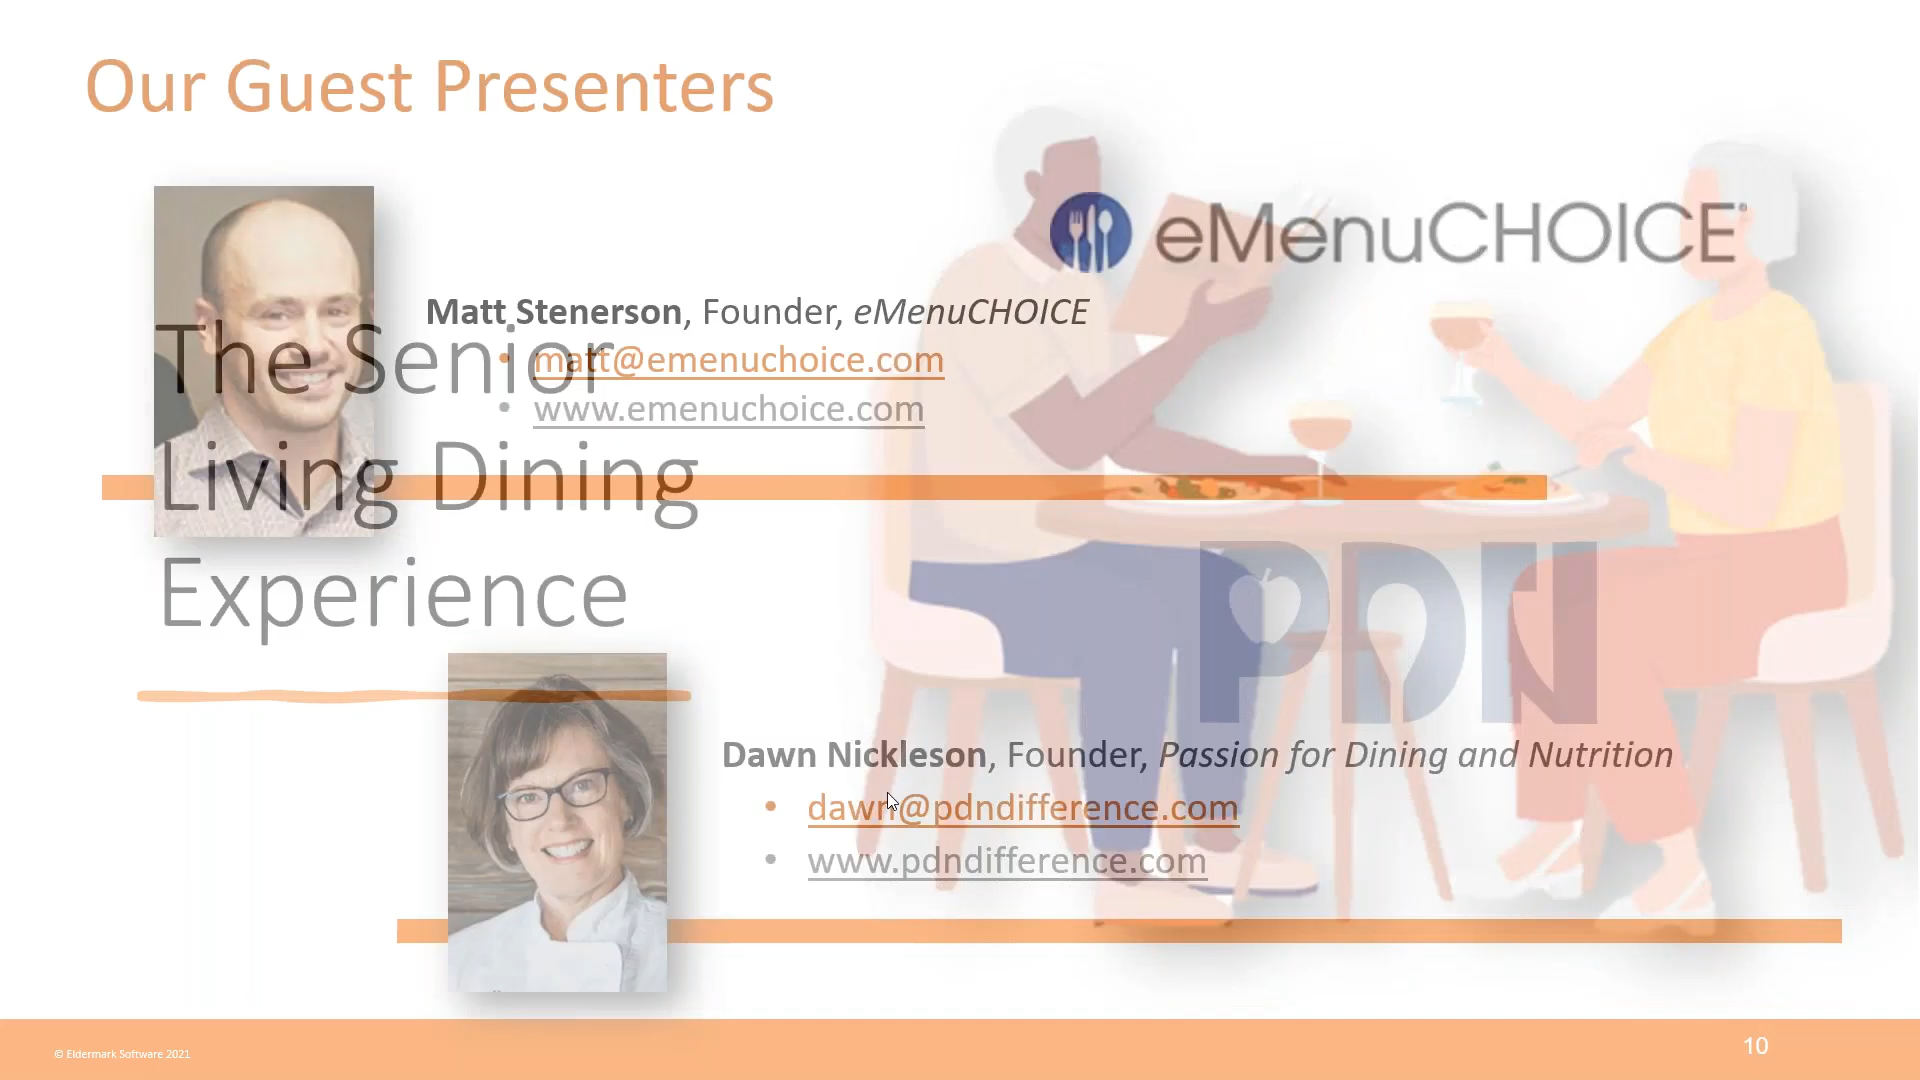 Our Guest Presenters
eMenuCHOICE
Matt Stenerson, Founder, eMenuCHOICE
• matt@emenuchoice.com
• www.emenuchoice.com
The Senior
Living Dining
Experience
PDN
Dawn Nickleson, Founder, Passion for Dining and Nutrition
• dawn@pdndifference.com
• www.pdndifference.com
© Eldermark Software 2021
10